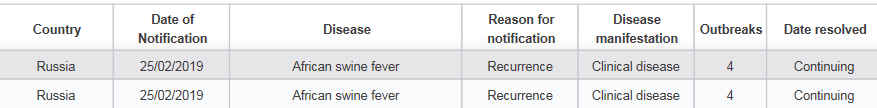 Country Date of Notification Disease Reason for notification Disease manifestation Outbreaks Date resolved
Russia 25/02/2019 African swine fever Recurrence Clinical disease 4 Continuing
Russia 25/02/2019 African swine fever Recurrence Clinical disease 4 Continuing